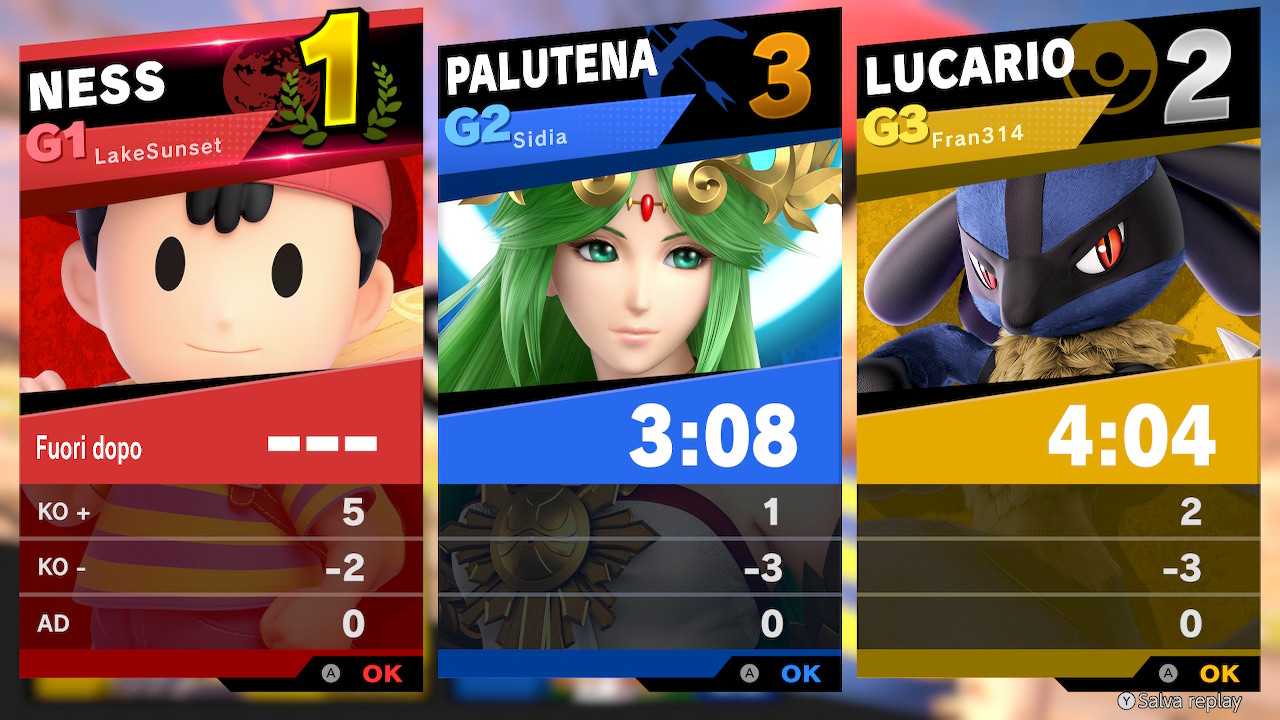 NESS 1
G1 LakeSunset
Fuori dopo ---
KO + 5
KO - -2
AD 0
A OK
PALUTENA 3
G2 Sidia
3:08
1
-3
0
A OK
LUCARIO 2
G3 Fran314
4:04
2
-3
0
A OK
Y Salva replay